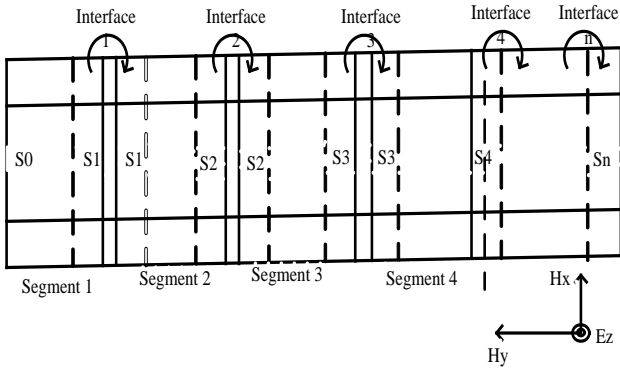 Interface Interface Interface Interface Interface
1 2 3 4 n
S0 S1 S1 S2 S2 S3 S3 S4 Sn
Segment 1 Segment 2 Segment 3 Segment 4
Hx
Ez
Hy